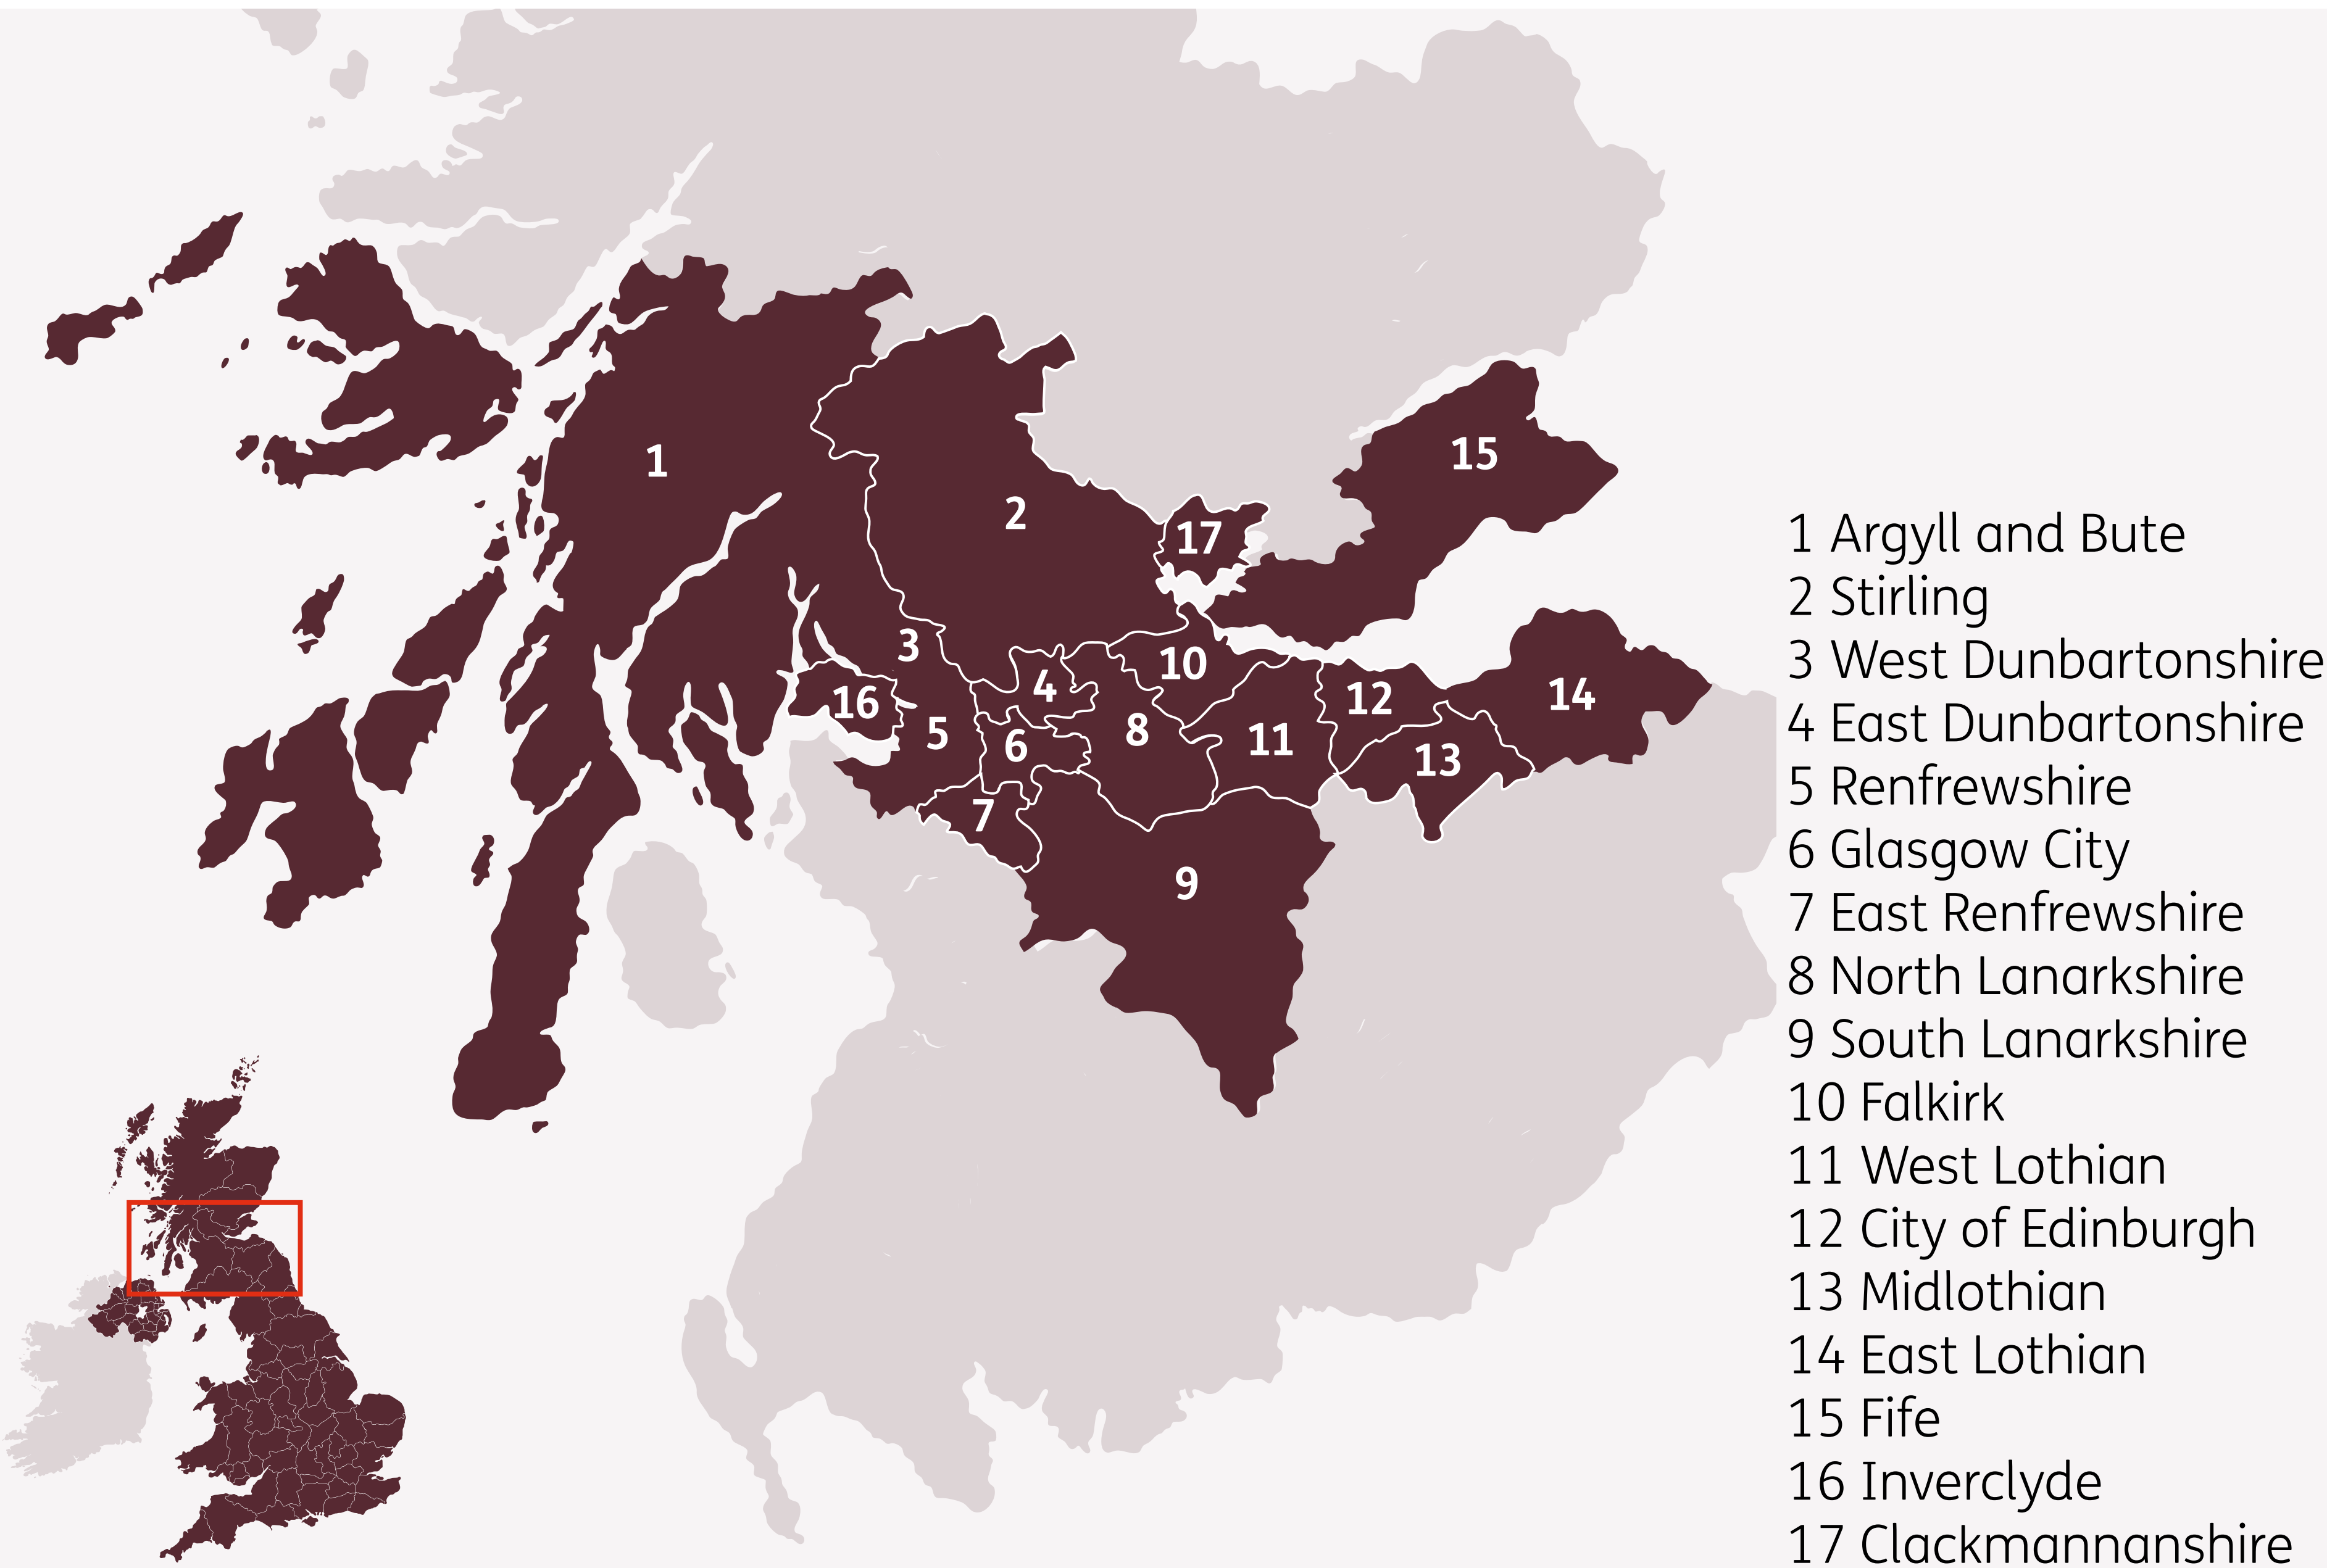 1
15
2
17
3
10
4
12
14
16
8
5
11
6
13
7
9
1 Argyll and Bute
2 Stirling
3 West Dunbartonshire
4 East Dunbartonshire
5 Renfrewshire
6 Glasgow City
7 East Renfrewshire
8 North Lanarkshire
9 South Lanarkshire
10 Falkirk
11 West Lothian
12 City of Edinburgh
13 Midlothian
14 East Lothian
15 Fife
16 Inverclyde
17 Clackmannanshire